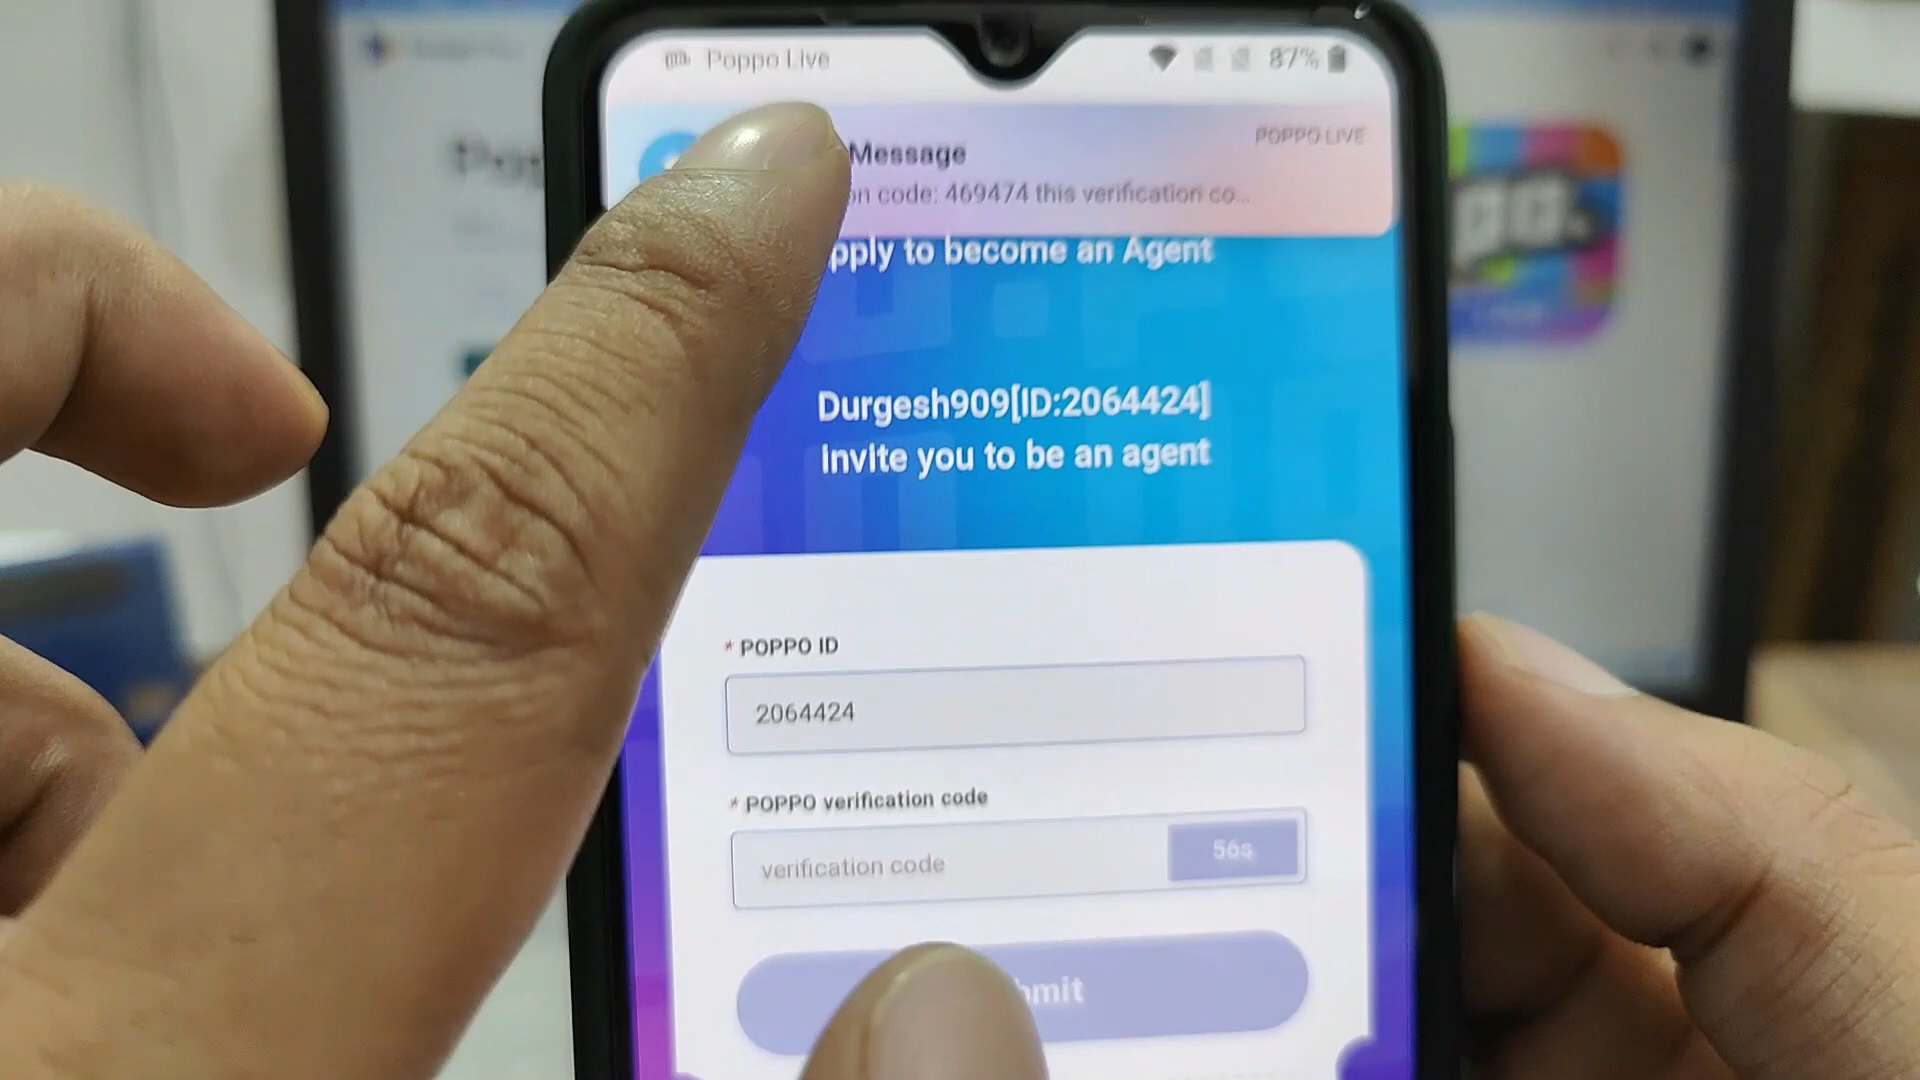 Poppo Live
87%
Message
POPPO LIVE
on code: 469474 this verification co...
pply to become an Agent
Durgesh909[ID:2064424]
Invite you to be an agent
* POPPO ID
2064424
* POPPO verification code
verification code
56s
bmit